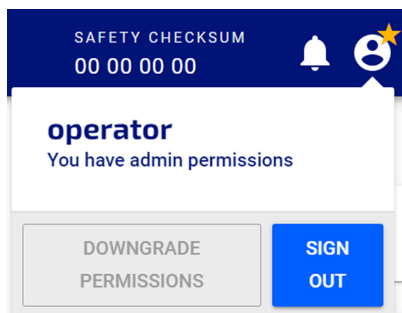 SAFETY CHECKSUM
00 00 00 00
operator
You have admin permissions
DOWNGRADE
PERMISSIONS
SIGN
OUT